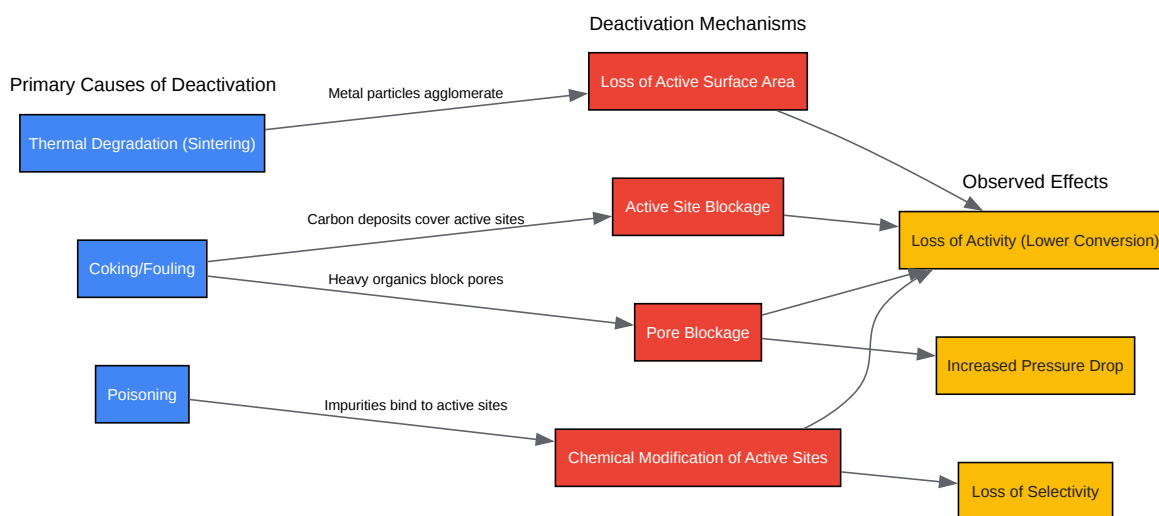 Deactivation Mechanisms
Primary Causes of Deactivation
Loss of Active Surface Area
Metal particles agglomerate
Thermal Degradation (Sintering)
Observed Effects
Active Site Blockage
Carbon deposits cover active sites
Loss of Activity (Lower Conversion)
Coking/Fouling
Heavy organics block pores
Pore Blockage
Increased Pressure Drop
Poisoning
Impurities bind to active sites
Chemical Modification of Active Sites
Loss of Selectivity